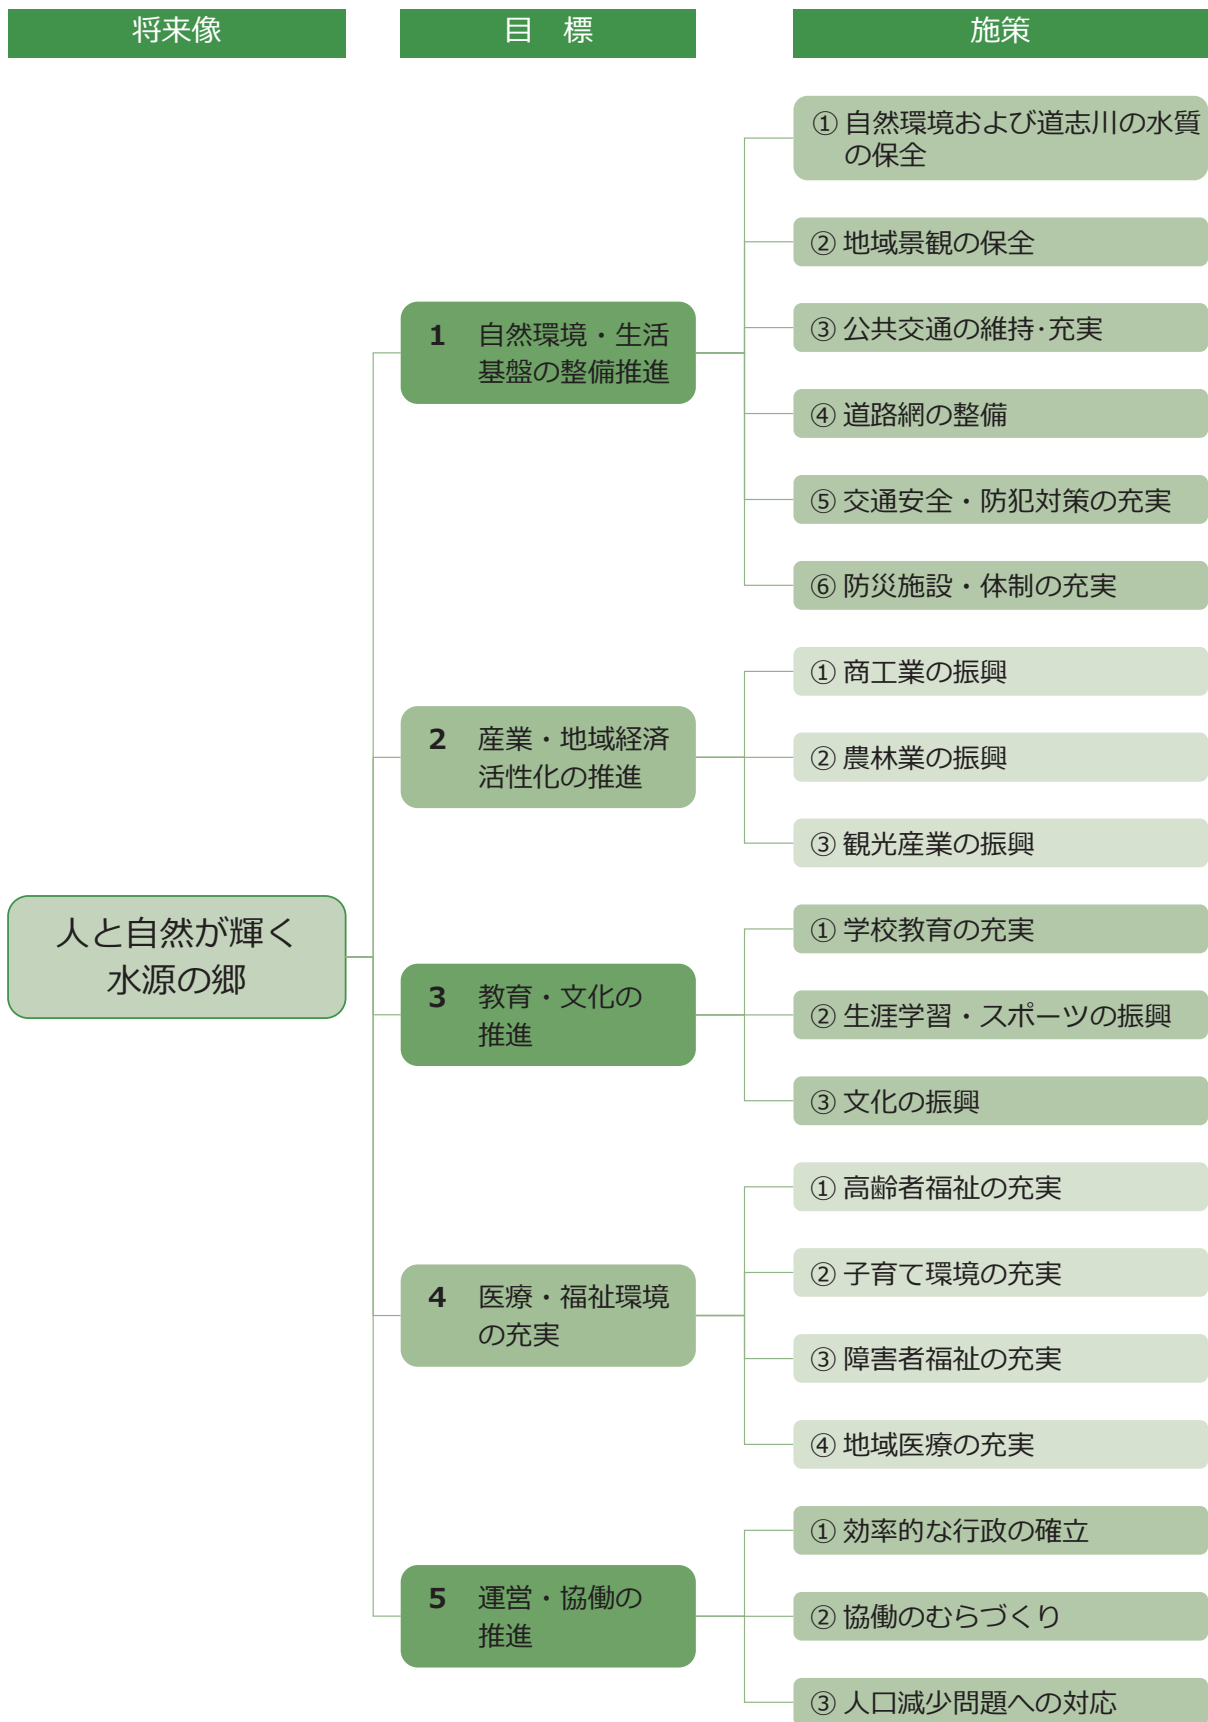 将来像
目　標
施策
人と自然が輝く
水源の郷
1 自然環境・生活
基盤の整備推進
① 自然環境および道志川の水質
の保全
② 地域景観の保全
③ 公共交通の維持･充実
④ 道路網の整備
⑤ 交通安全・防犯対策の充実
⑥ 防災施設・体制の充実
2 産業・地域経済
活性化の推進
① 商工業の振興
② 農林業の振興
③ 観光産業の振興
3 教育・文化の
推進
① 学校教育の充実
② 生涯学習・スポーツの振興
③ 文化の振興
4 医療・福祉環境
の充実
① 高齢者福祉の充実
② 子育て環境の充実
③ 障害者福祉の充実
④ 地域医療の充実
5 運営・協働の
推進
① 効率的な行政の確立
② 協働のむらづくり
③ 人口減少問題への対応